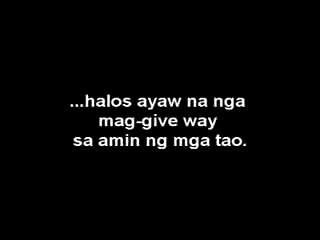 ...halos ayaw na nga
mag-give way
sa amin ng mga tao.